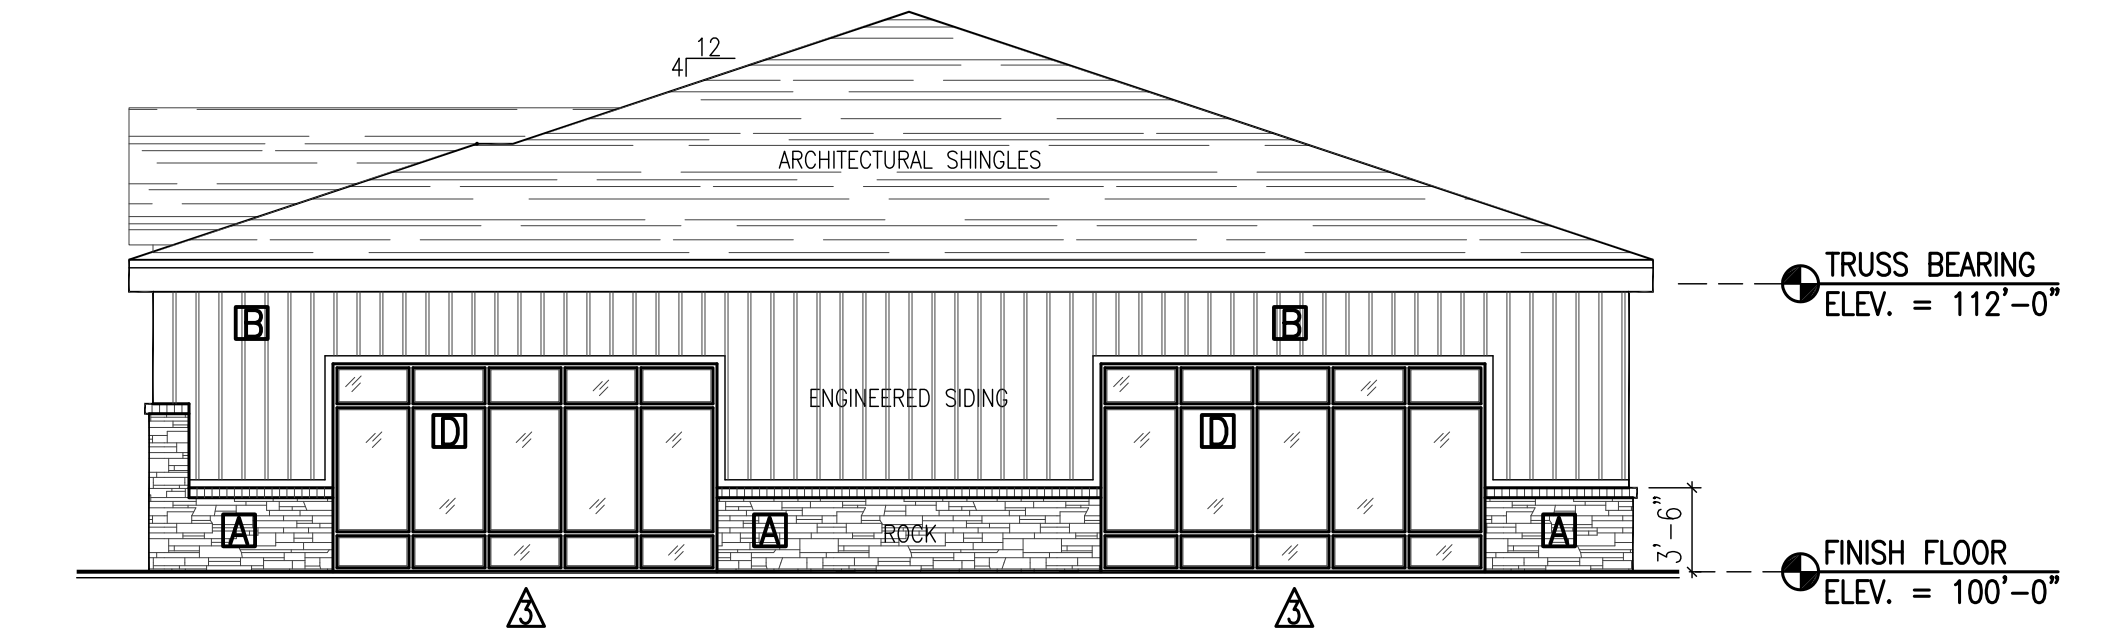 12
4
ARCHITECTURAL SHINGLES
TRUSS BEARING
ELEV. = 112'-0"
B
B
ENGINEERED SIDING
D
D
3'-6"
A
A
ROCK
A
FINISH FLOOR
ELEV. = 100'-0"
3
3